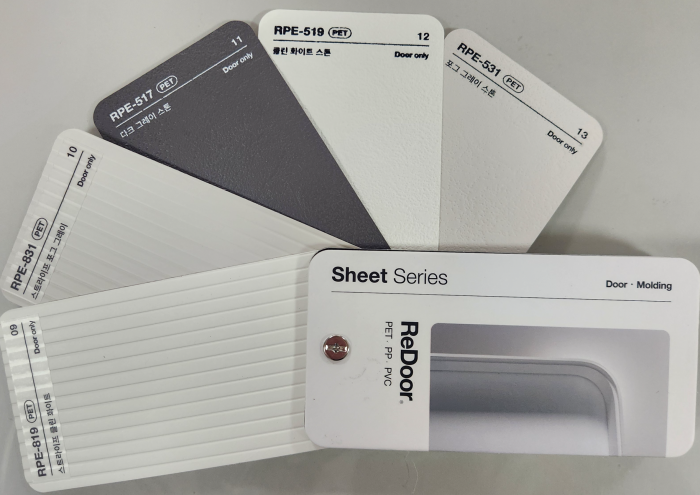 RPE-519 PET 12
클린 화이트 스톤 Door only
RPE-517 PET 11
다크 그레이 스톤 Door only
RPE-531 PET 13
포그 그레이 스톤 Door only
RPE-831 PET 10
스트라이프 포그 그레이 Door only
RPE-819 PET 09
스트라이프 클린 화이트 Door only
Sheet Series
Door · Molding
ReDoor.
PET · PP · PVC